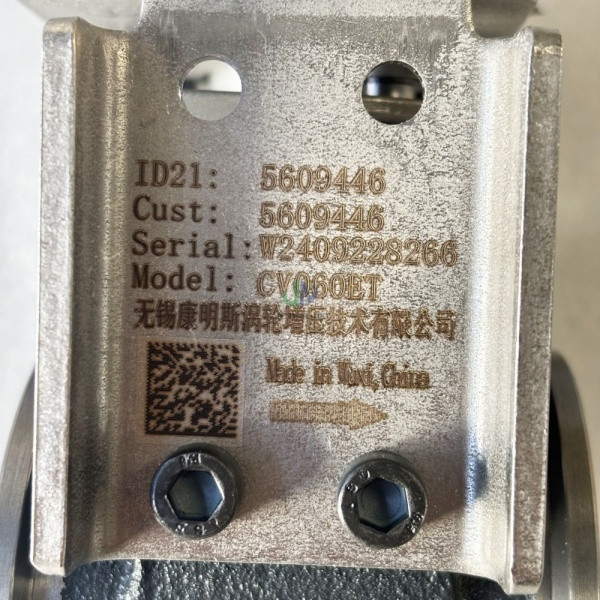 ID21: 5609446
Cust: 5609446
Serial: W2409228266
Model: CV060ET
无锡康明斯涡轮增压技术有限公司
Made in Wuxi, China